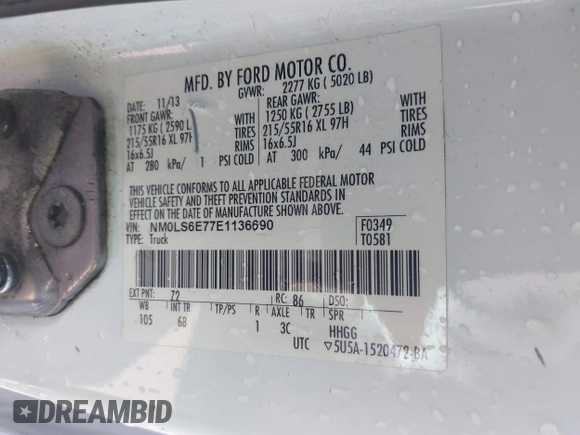 MFD. BY FORD MOTOR CO.
DATE: 11/13 GVWR: 2277 KG ( 5020 LB)
FRONT GAWR: REAR GAWR:
1175 KG ( 2590 L WITH 1250 KG ( 2755 LB) WITH
215/55R16 XL 97H TIRES 215/55R16 XL 97H TIRES
16x6.5J RIMS 16x6.5J RIMS
AT 280 kPa/ 1 PSI COLD AT 300 kPa/ 44 PSI COLD
THIS VEHICLE CONFORMS TO ALL APPLICABLE FEDERAL MOTOR
VEHICLE SAFETY AND THEFT PREVENTION STANDARDS IN
EFFECT ON THE DATE OF MANUFACTURE SHOWN ABOVE.
VIN: NM0LS6E77E1136690 F0349
TYPE: Truck T0581
EXT PNT: 72 RC: 86 DSO:
WB INT TR TP/PS R AXLE TR SPR
105 6B 1 3C HHGG
UTC ▽5U5A-1520472-BA
DREAMBID